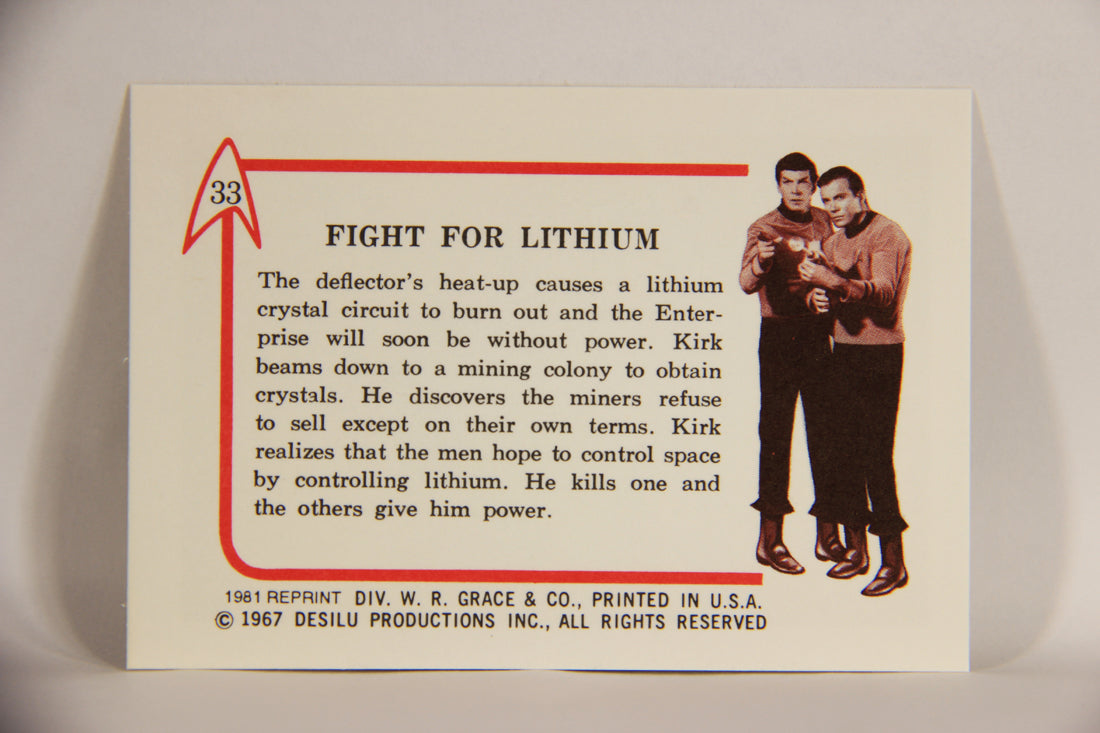 33
FIGHT FOR LITHIUM
The deflector's heat-up causes a lithium
crystal circuit to burn out and the Enter-
prise will soon be without power. Kirk
beams down to a mining colony to obtain
crystals. He discovers the miners refuse
to sell except on their own terms. Kirk
realizes that the men hope to control space
by controlling lithium. He kills one and
the others give him power.
1981 REPRINT DIV. W. R. GRACE & CO., PRINTED IN U.S.A.
© 1967 DESILU PRODUCTIONS INC., ALL RIGHTS RESERVED